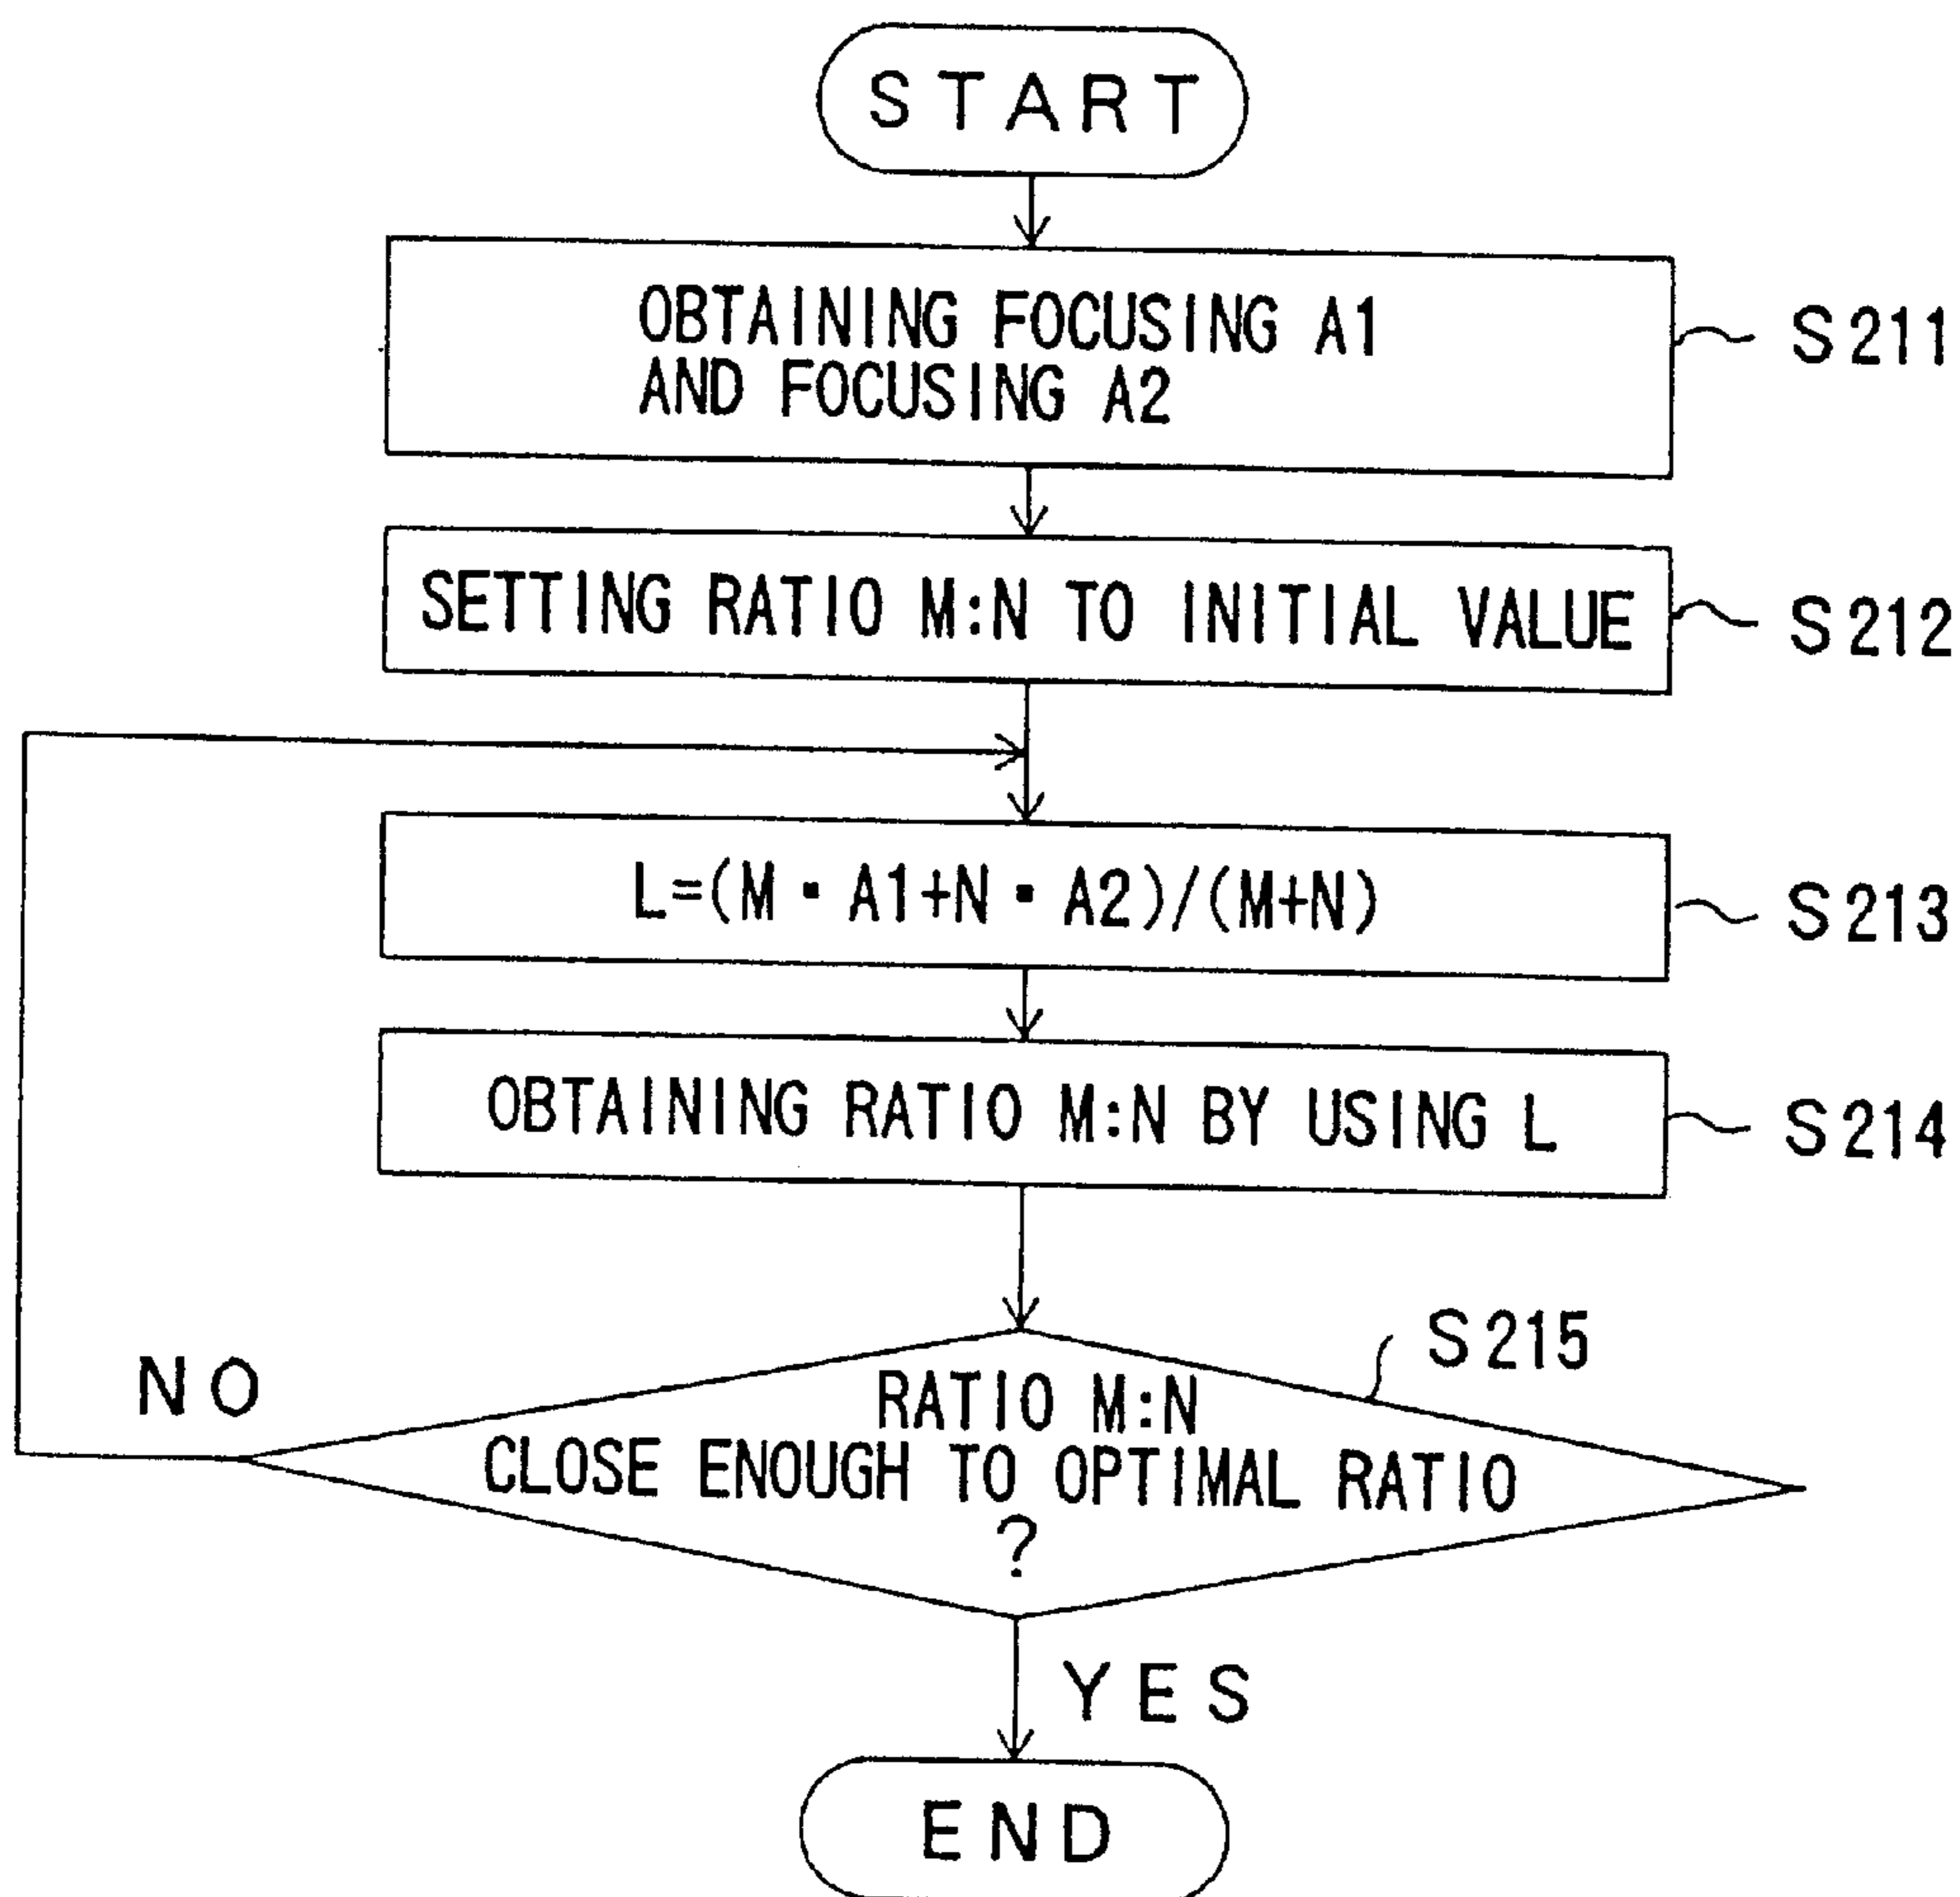 START
OBTAINING FOCUSING A1
AND FOCUSING A2
S211
SETTING RATIO M:N TO INITIAL VALUE
S212
L=(M▪A1+N▪A2)/(M+N)
S213
OBTAINING RATIO M:N BY USING L
S214
S215
NO
RATIO M:N
CLOSE ENOUGH TO OPTIMAL RATIO
?
YES
END